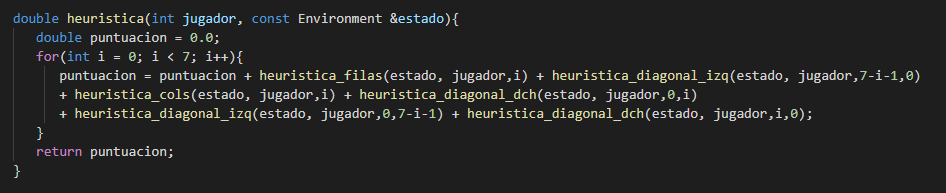 double heuristica(int jugador, const Environment &estado){
double puntuacion = 0.0;
for(int i = 0; i < 7; i++){
puntuacion = puntuacion + heuristica_filas(estado, jugador,i) + heuristica_diagonal_izq(estado, jugador,7-i-1,0)
+ heuristica_cols(estado, jugador,i) + heuristica_diagonal_dch(estado, jugador,0,i)
+ heuristica_diagonal_izq(estado, jugador,0,7-i-1) + heuristica_diagonal_dch(estado, jugador,i,0);
}
return puntuacion;
}